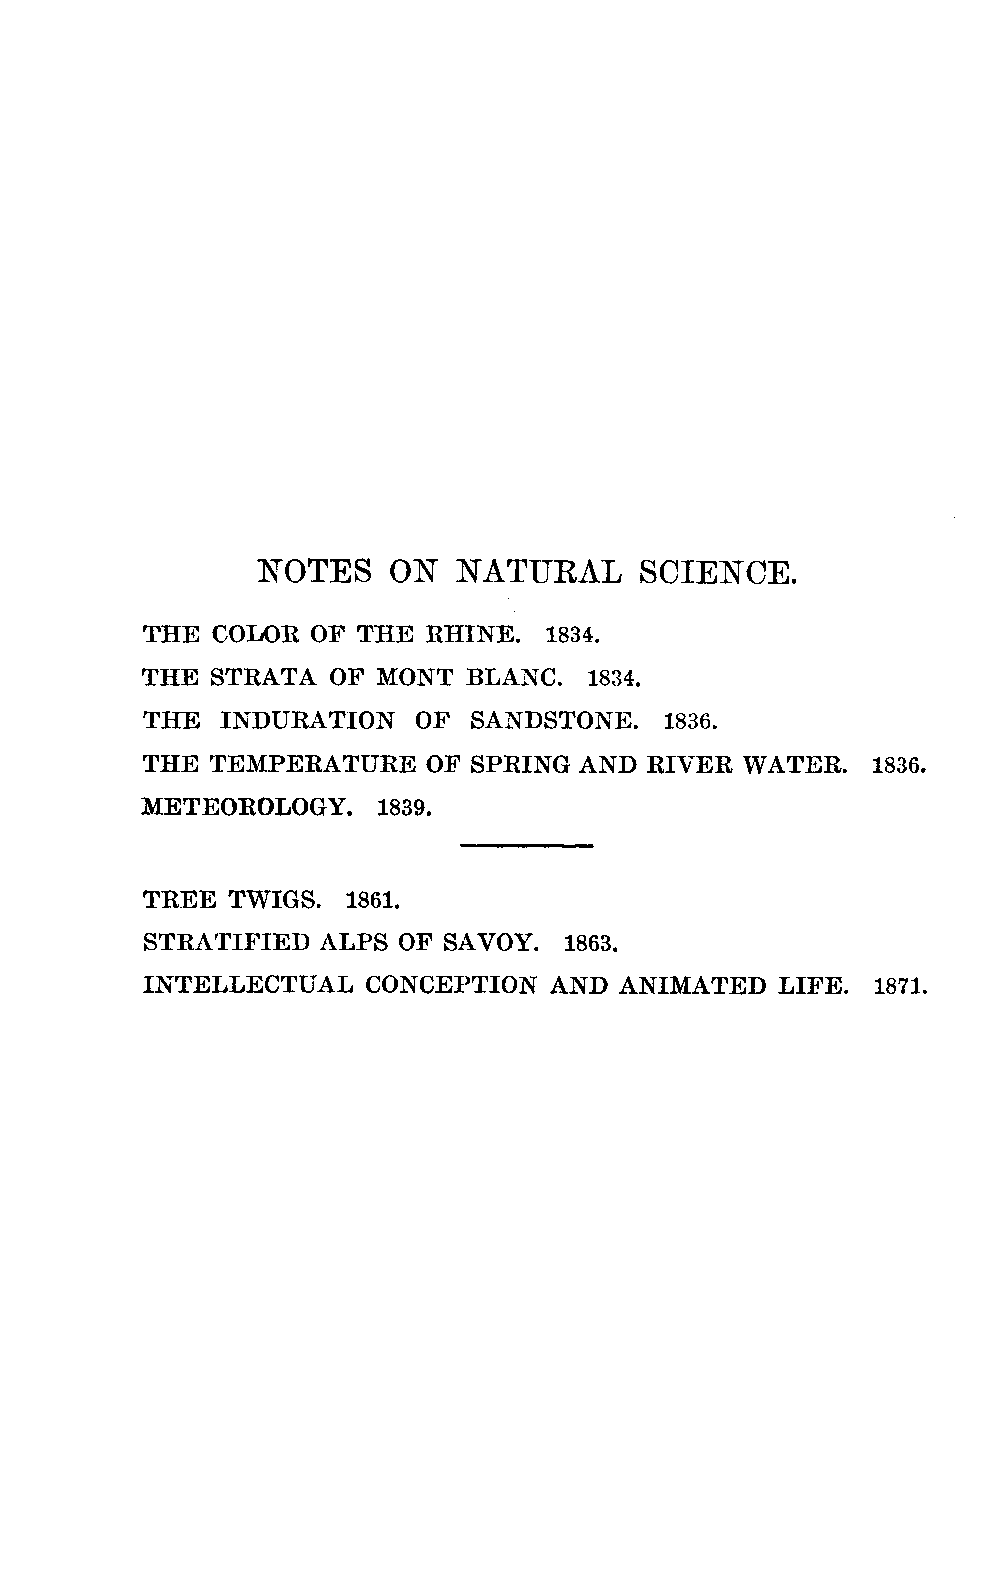 NOTES ON NATURAL SCIENCE.
THE COLOR OF THE RHINE. 1834.
THE STRATA OF MONT BLANC. 1834.
THE INDURATION OF SANDSTONE. 1836.
THE TEMPERATURE OF SPRING AND RIVER WATER. 1836.
METEOROLOGY. 1839.
TREE TWIGS. 1861.
STRATIFIED ALPS OF SAVOY. 1863.
INTELLECTUAL CONCEPTION AND ANIMATED LIFE. 1871.